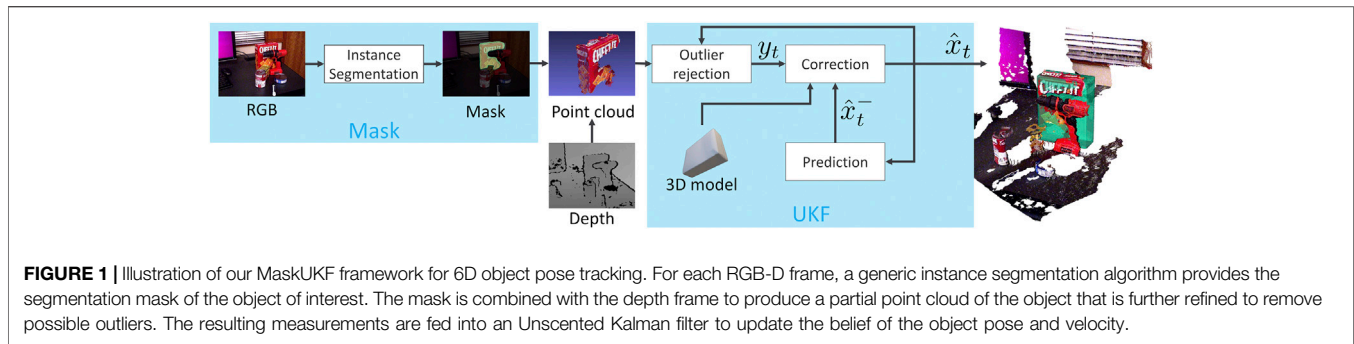 RGB
Instance
Segmentation
Mask
Mask
CHEEZ-IT
Point cloud
Depth
Outlier
rejection
y_t
Correction
x̂_t
x̂_t^-
3D model
Prediction
UKF
CHEEZ-IT
FIGURE 1 | Illustration of our MaskUKF framework for 6D object pose tracking. For each RGB-D frame, a generic instance segmentation algorithm provides the
segmentation mask of the object of interest. The mask is combined with the depth frame to produce a partial point cloud of the object that is further refined to remove
possible outliers. The resulting measurements are fed into an Unscented Kalman filter to update the belief of the object pose and velocity.